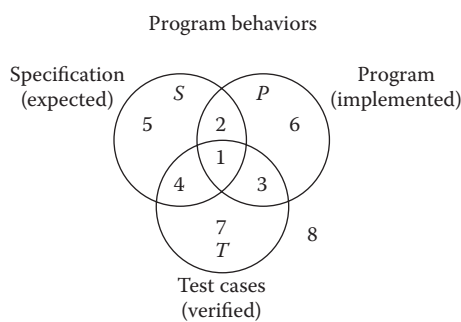 Program behaviors
Specification
(expected)
Program
(implemented)
S
P
5
2
6
1
4
3
7
T
8
Test cases
(verified)